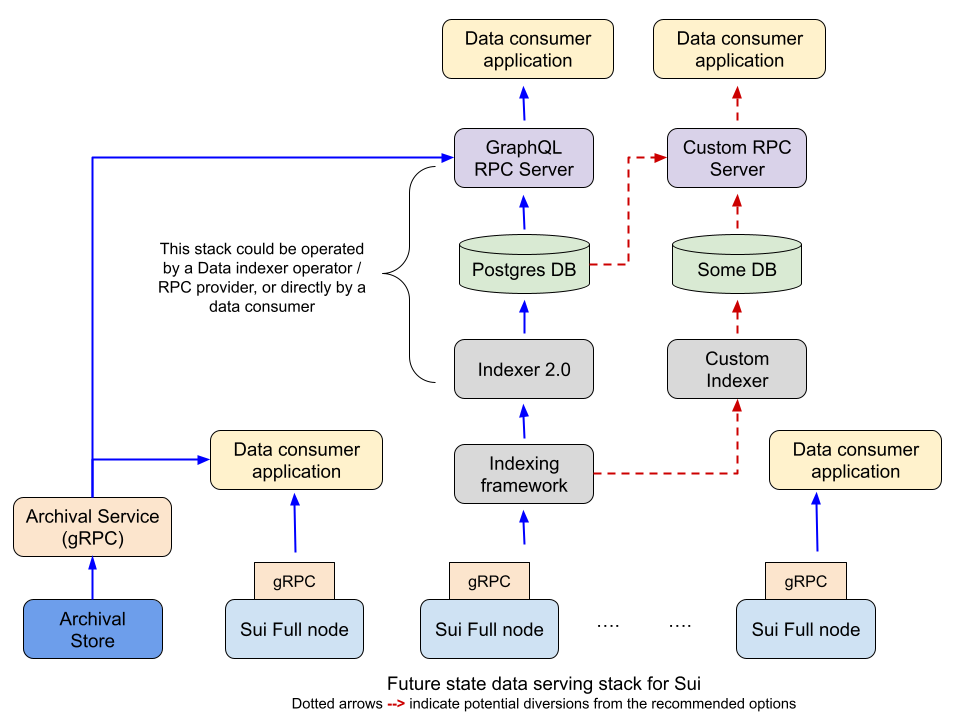 Data consumer
application
Data consumer
application
GraphQL
RPC Server
Custom RPC
Server
This stack could be operated
by a Data indexer operator /
RPC provider, or directly by a
data consumer
Postgres DB
Some DB
Indexer 2.0
Custom
Indexer
Data consumer
application
Indexing
framework
Data consumer
application
Archival Service
(gRPC)
gRPC
gRPC
gRPC
Archival
Store
Sui Full node
Sui Full node
....
....
Sui Full node
Future state data serving stack for Sui
Dotted arrows --> indicate potential diversions from the recommended options